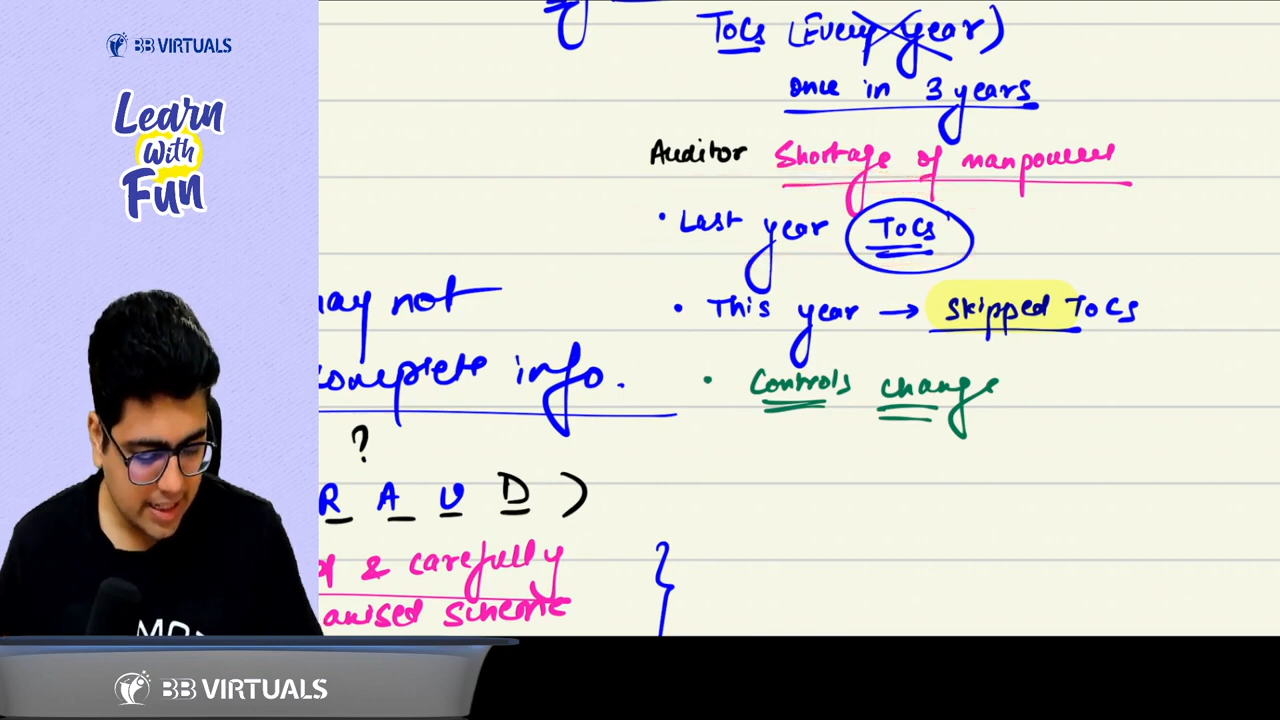 BB VIRTUALS
Learn
With
Fun
TOCs (Every year)
once in 3 years
Auditor Shortage of manpower
• Last year TOCs
• This year → skipped TOCs
• Controls change
may not
complete info.
?
R A U D )
& carefully
anised scheme
}
BB VIRTUALS